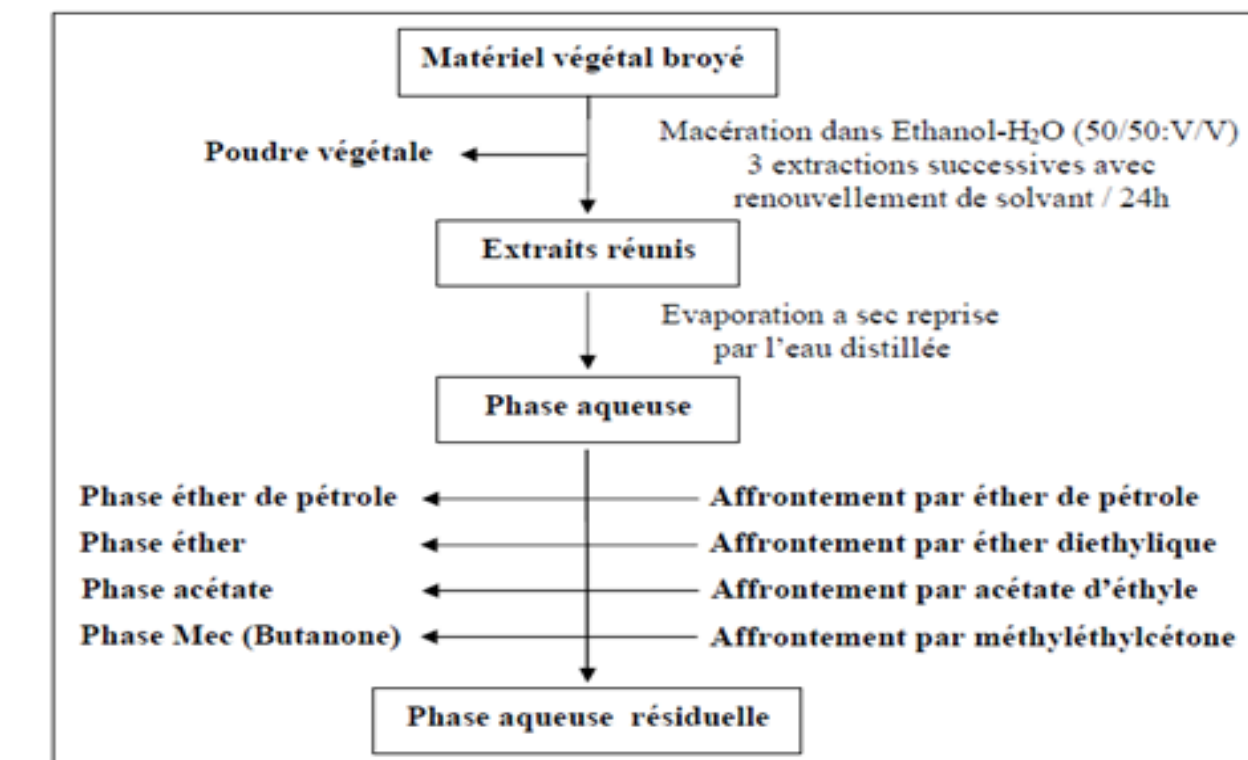 Matériel végétal broyé
Macération dans Ethanol-H₂O (50/50:V/V)
Poudre végétale
3 extractions successives avec
renouvellement de solvant / 24h
Extraits réunis
Evaporation a sec reprise
par l'eau distillée
Phase aqueuse
Phase éther de pétrole
Affrontement par éther de pétrole
Phase éther
Affrontement par éther diethylique
Phase acétate
Affrontement par acétate d'éthyle
Phase Mec (Butanone)
Affrontement par méthyléthylcétone
Phase aqueuse résiduelle